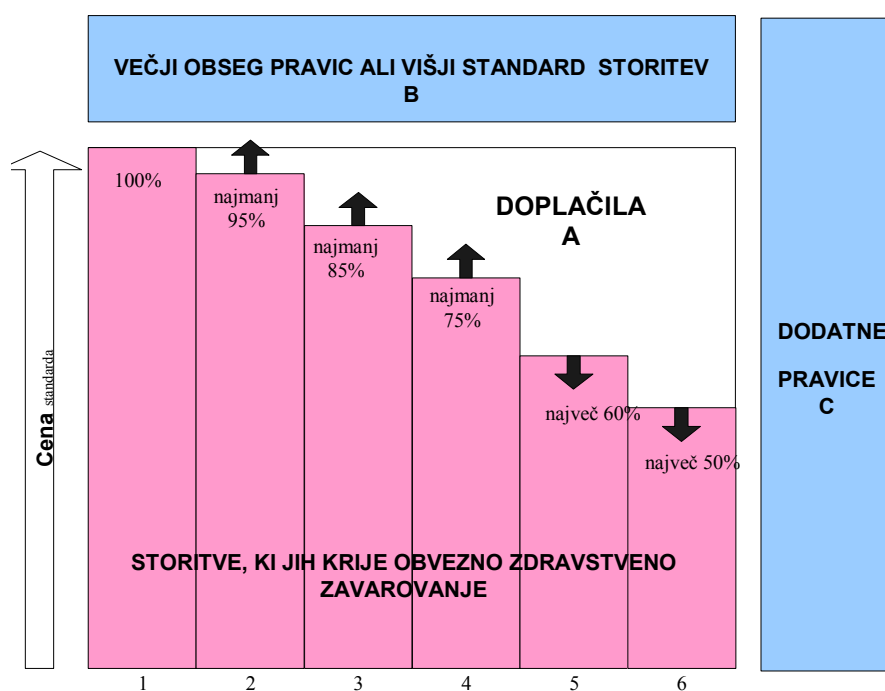 VEČJI OBSEG PRAVIC ALI VIŠJI STANDARD STORITEV
B
100%
najmanj
95%
najmanj
85%
najmanj
75%
največ 60%
največ 50%
DOPLAČILA
A
DODATNE
PRAVICE
C
Cena standarda
STORITVE, KI JIH KRIJE OBVEZNO ZDRAVSTVENO
ZAVAROVANJE
1 2 3 4 5 6